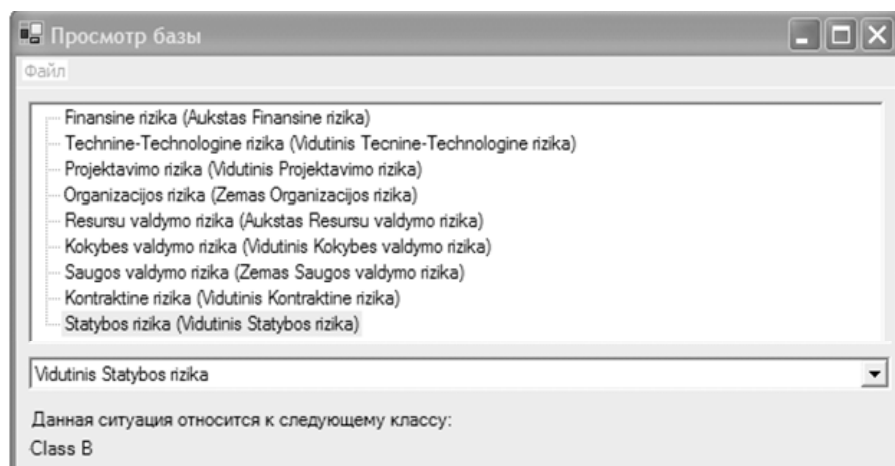 Просмотр базы
Файл
Finansine rizika (Aukstas Finansine rizika)
Technine-Technologine rizika (Vidutinis Tecnine-Technologine rizika)
Projektavimo rizika (Vidutinis Projektavimo rizika)
Organizacijos rizika (Zemas Organizacijos rizika)
Resursu valdymo rizika (Aukstas Resursu valdymo rizika)
Kokybes valdymo rizika (Vidutinis Kokybes valdymo rizika)
Saugos valdymo rizika (Zemas Saugos valdymo rizika)
Kontraktine rizika (Vidutinis Kontraktine rizika)
Statybos rizika (Vidutinis Statybos rizika)
Vidutinis Statybos rizika
Данная ситуация относится к следующему классу:
Class B